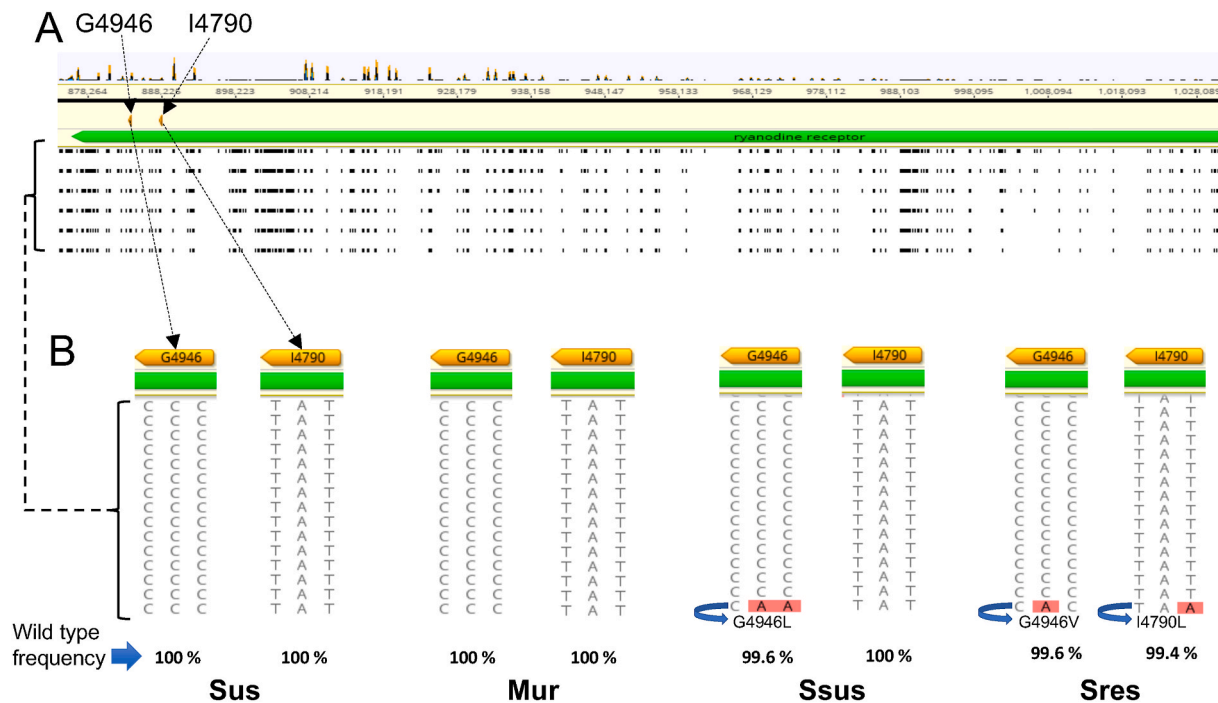 A G4946 I4790
878,264 888,226 898,223 908,214 918,191 928,179 938,158 948,147 958,133 968,129 978,112 988,103 998,095 1,008,094 1,018,093 1,028,089
ryanodine receptor
B G4946 I4790 G4946 I4790 G4946 I4790 G4946 I4790
C C C T A T C C C T A T C C C T A T C C C T A T
C C C T A T C C C T A T C C C T A T C C C T A T
C C C T A T C C C T A T C C C T A T C C C T A T
C C C T A T C C C T A T C C C T A T C C C T A T
C C C T A T C C C T A T C C C T A T C C C T A T
C C C T A T C C C T A T C C C T A T C C C T A T
C C C T A T C C C T A T C C C T A T C C C T A T
C C C T A T C C C T A T C C C T A T C C C T A T
C C C T A T C C C T A T C C C T A T C C C T A T
C C C T A T C C C T A T C C C T A T C C C T A T
C C C T A T C C C T A T C C C T A T C C C T A T
C C C T A T C C C T A T C C C T A T C C C T A T
C C C T A T C C C T A T C C C T A T C C C T A T
C C C T A T C C C T A T C C C T A T C C C T A T
C C C T A T C C C T A T C A A T A T C A C T A A
G4946L G4946V I4790L
Wild type
frequency 100 % 100 % 100 % 100 % 99.6 % 100 % 99.6 % 99.4 %
Sus Mur Ssus Sres